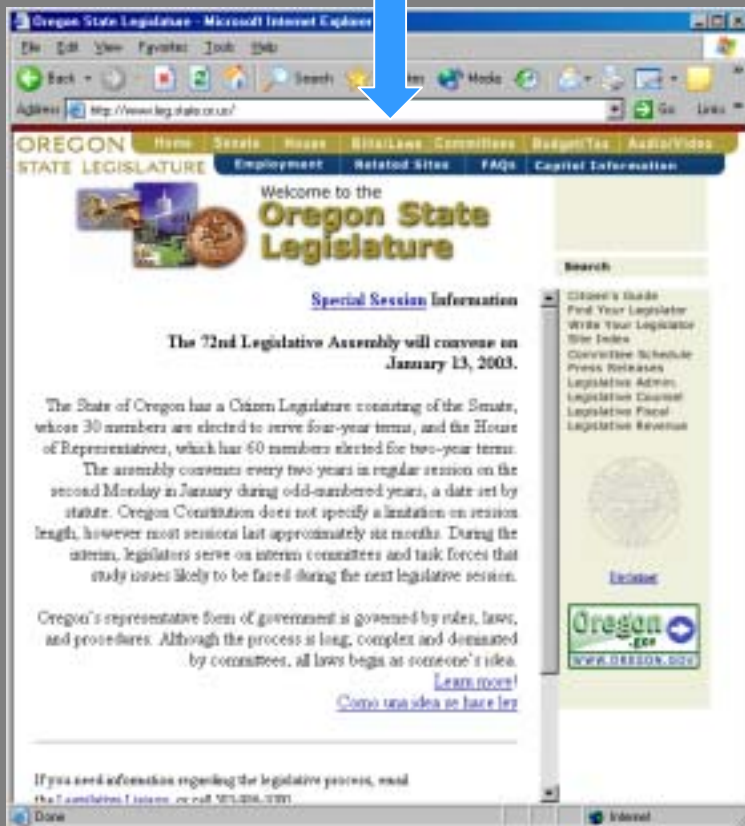 Oregon State Legislature - Microsoft Internet Explorer
File Edit View Favorites Tools Help
Back Search Media
Address http://www.leg.state.or.us/ Go Links
OREGON STATE LEGISLATURE
Home Senate House Bills/Laws Committees Budget/Tax Audio/Video
Employment Related Sites FAQs Capitol Information
Welcome to the
Oregon State
Legislature
Search
Citizen's Guide
Find Your Legislator
Write Your Legislator
Site Index
Committee Schedule
Press Releases
Legislative Admin.
Legislative Counsel
Legislative Fiscal
Legislative Revenue
Disclaimer
Oregon
.gov
WWW.OREGON.GOV
Special Session Information
The 72nd Legislative Assembly will convene on
January 13, 2003.
The State of Oregon has a Citizen Legislature consisting of the Senate,
whose 30 members are elected to serve four-year terms, and the House
of Representatives, which has 60 members elected for two-year terms.
The assembly convenes every two years in regular session on the
second Monday in January during odd-numbered years, a date set by
statute. Oregon Constitution does not specify a limitation on session
length, however most sessions last approximately six months. During the
interim, legislators serve on interim committees and task forces that
study issues likely to be faced during the next legislative session.
Oregon's representative form of government is governed by rules, laws,
and procedures. Although the process is long, complex and dominated
by committees, all laws begin as someone's idea.
Learn more!
Como una idea se hace ley
If you need information regarding the legislative process, email
the Legislative Liaison, or call
Done Internet